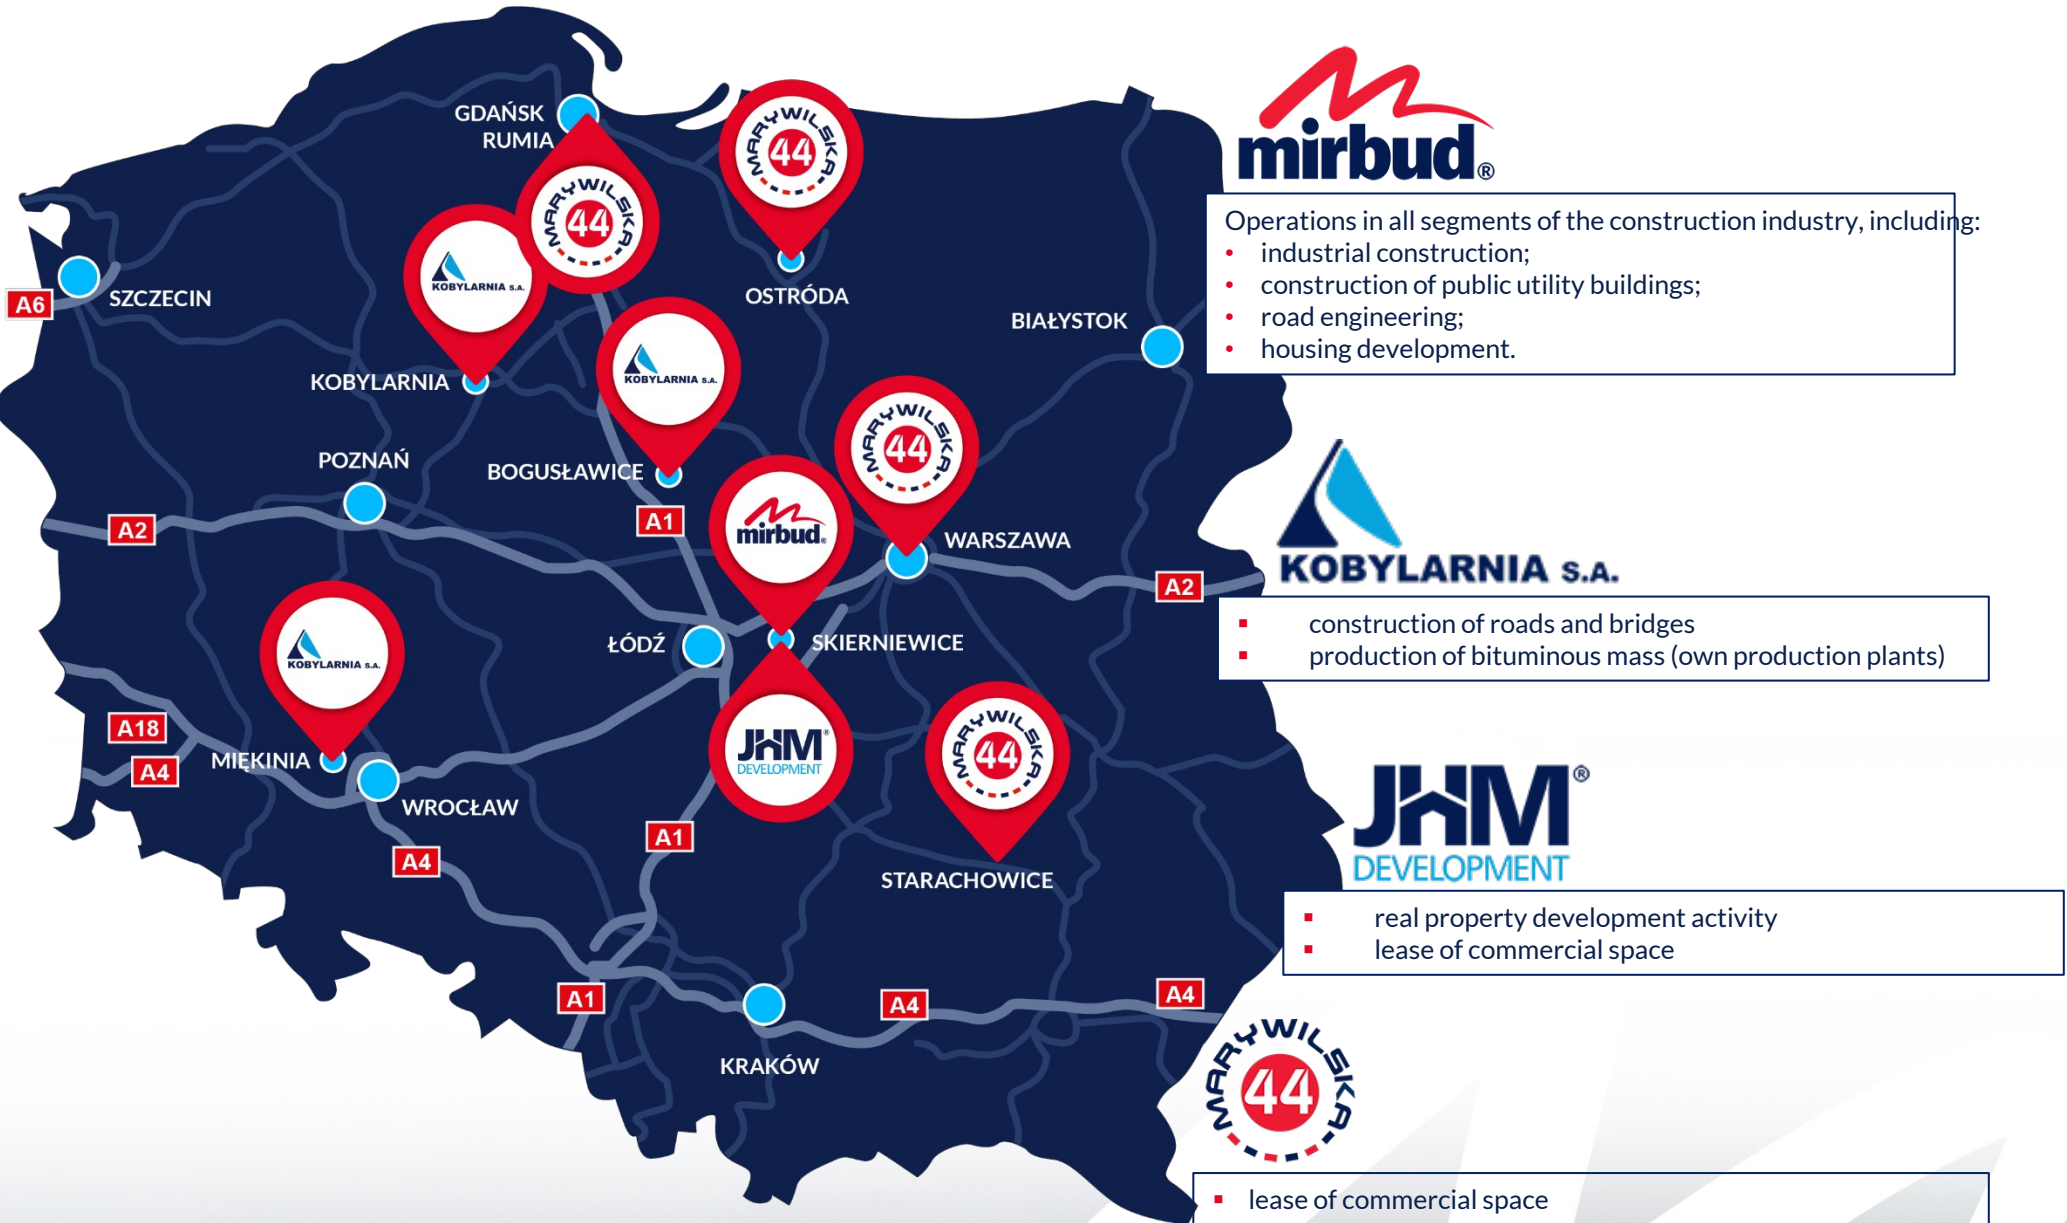 GDAŃSK
RUMIA
MARYWILSKA
44
MARYWILSKA
44
KOBYLARNIA S.A.
OSTRÓDA
A6
SZCZECIN
BIAŁYSTOK
KOBYLARNIA S.A.
KOBYLARNIA
MARYWILSKA
44
POZNAŃ
BOGUSŁAWICE
A2
A1
mirbud®
WARSZAWA
A2
KOBYLARNIA S.A.
ŁÓDŹ
SKIERNIEWICE
A18
A4
MIĘKINIA
WROCŁAW
JHM®
DEVELOPMENT
MARYWILSKA
44
A1
A4
STARACHOWICE
A1
A4
A4
KRAKÓW
mirbud®
Operations in all segments of the construction industry, including:
• industrial construction;
• construction of public utility buildings;
• road engineering;
• housing development.
KOBYLARNIA S.A.
▪ construction of roads and bridges
▪ production of bituminous mass (own production plants)
JHM®
DEVELOPMENT
▪ real property development activity
▪ lease of commercial space
MARYWILSKA
44
▪ lease of commercial space